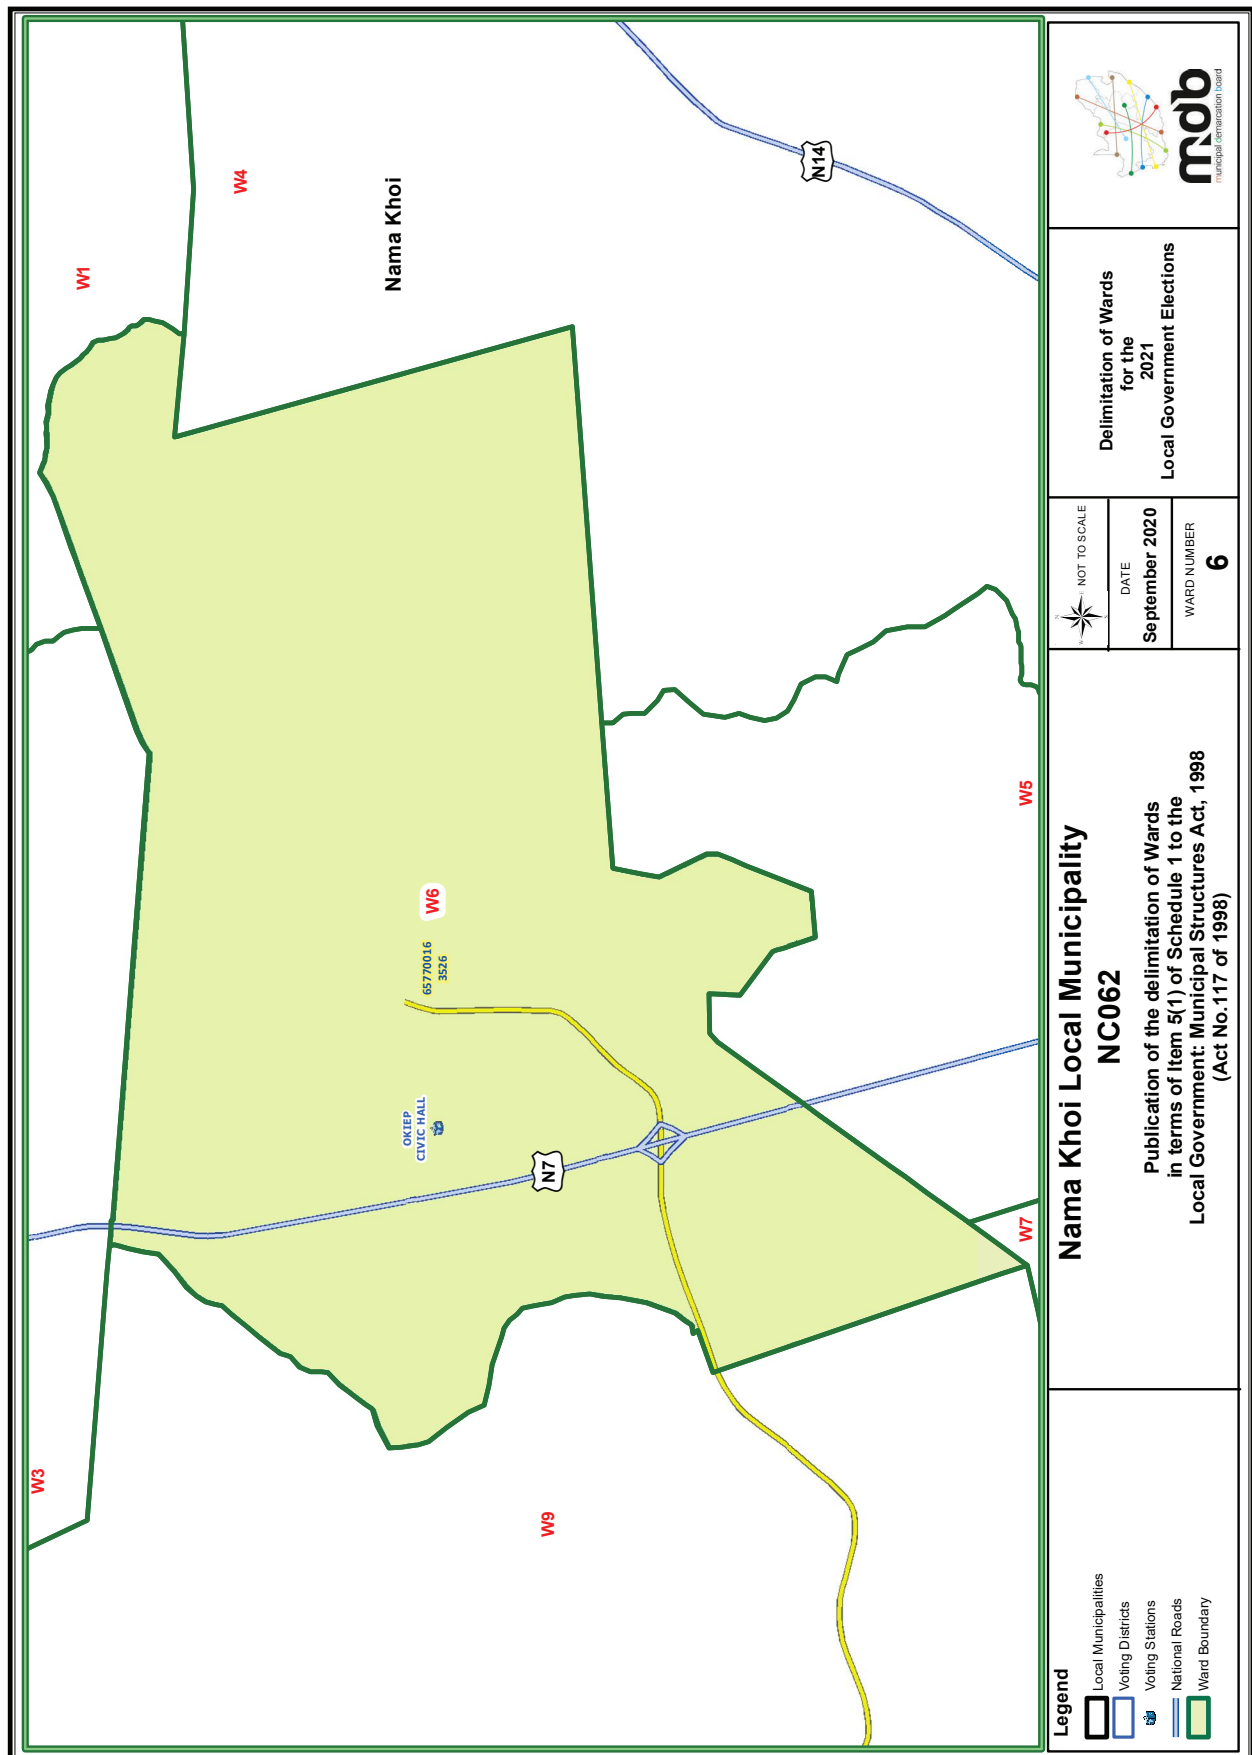 W1
W4
Nama Khoi
N14
W3
W6
65770016
3526
OKIEP
CIVIC HALL
N7
W5
W7
W9
Legend
Local Municipalities
Voting Districts
Voting Stations
National Roads
Ward Boundary
Nama Khoi Local Municipality
NC062
Publication of the delimitation of Wards
in terms of Item 5(1) of Schedule 1 to the
Local Government: Municipal Structures Act, 1998
(Act No.117 of 1998)
N
W
E
S
NOT TO SCALE
DATE
September 2020
WARD NUMBER
6
Delimitation of Wards
for the
2021
Local Government Elections
mdb
municipal demarcation board